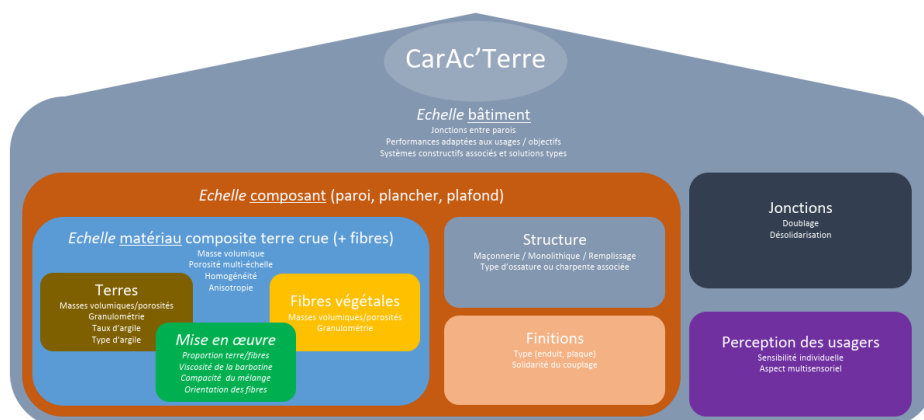 CarAc'Terre
Echelle bâtiment
Jonctions entre parois
Performances adaptées aux usages / objectifs
Systèmes constructifs associés et solutions types
Echelle composant (paroi, plancher, plafond)
Echelle matériau composite terre crue (+ fibres)
Masse volumique
Porosité multi-échelle
Homogénéité
Anisotropie
Terres
Masses volumiques/porosités
Granulométrie
Taux d'argile
Type d'argile
Fibres végétales
Masses volumiques/porosités
Granulométrie
Mise en œuvre
Proportion terre/fibres
Viscosité de la barbotine
Compacité du mélange
Orientation des fibres
Structure
Maçonnerie / Monolithique / Remplissage
Type d'ossature ou charpente associée
Finitions
Type (enduit, plaque)
Solidarité du couplage
Jonctions
Doublage
Désolidarisation
Perception des usagers
Sensibilité individuelle
Aspect multisensoriel